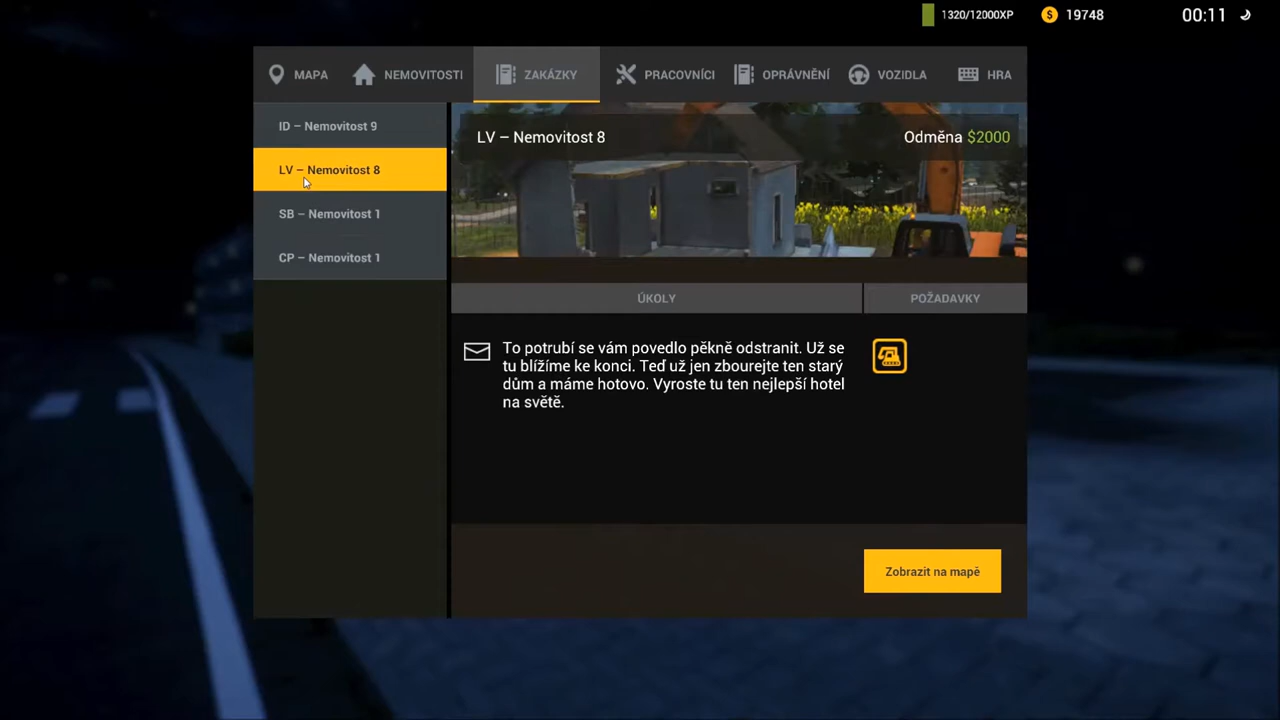 1320/12000XP
19748
00:11
MAPA
NEMOVITOSTI
ZAKÁZKY
PRACOVNÍCI
OPRÁVNĚNÍ
VOZIDLA
HRA
ID – Nemovitost 9
LV – Nemovitost 8
SB – Nemovitost 1
CP – Nemovitost 1
LV – Nemovitost 8
Odměna $2000
ÚKOLY
POŽADAVKY
To potrubí se vám povedlo pěkně odstranit. Už se
tu blížíme ke konci. Teď už jen zbourejte ten starý
dům a máme hotovo. Vyroste tu ten nejlepší hotel
na světě.
Zobrazit na mapě